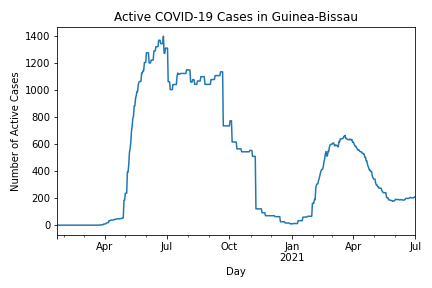 Active COVID-19 Cases in Guinea-Bissau
Number of Active Cases
1400
1200
1000
800
600
400
200
0
Apr
Jul
Oct
Jan
2021
Apr
Jul
Day